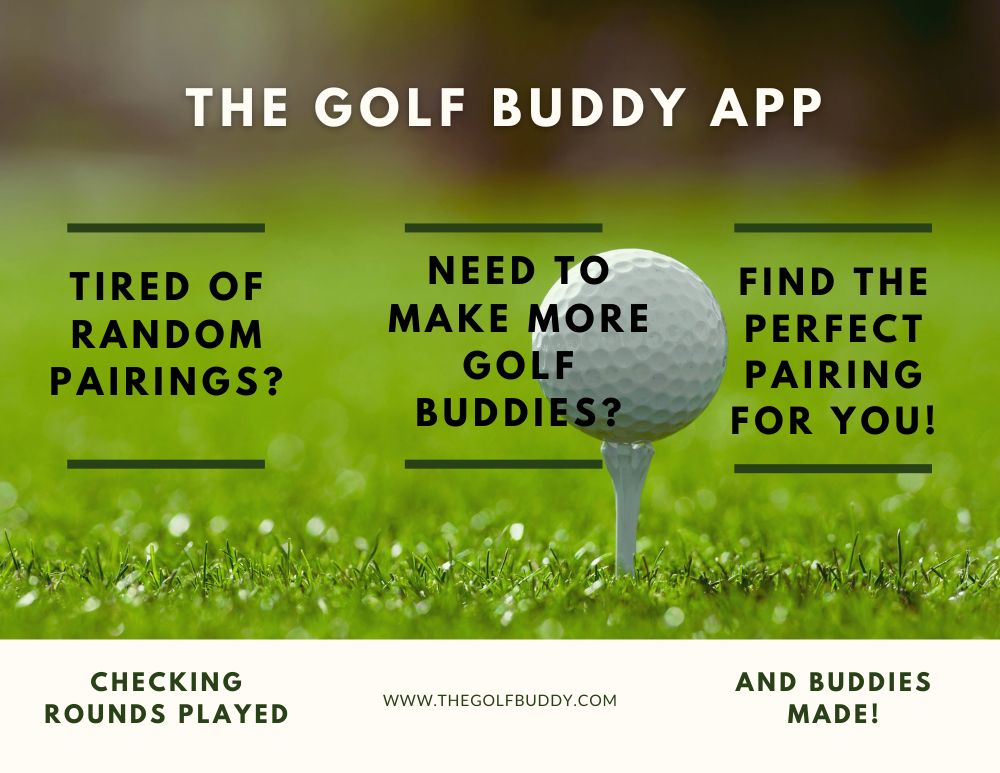 THE GOLF BUDDY APP
TIRED OF
RANDOM
PAIRINGS?
NEED TO
MAKE MORE
GOLF
BUDDIES?
FIND THE
PERFECT
PAIRING
FOR YOU!
CHECKING
ROUNDS PLAYED
WWW.THEGOLFBUDDY.COM
AND BUDDIES
MADE!